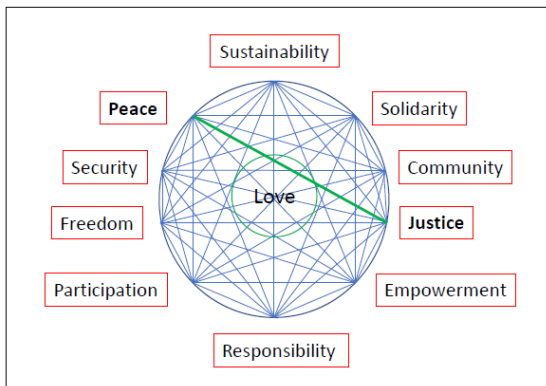 Sustainability
Peace
Solidarity
Security
Community
Love
Freedom
Justice
Participation
Empowerment
Responsibility